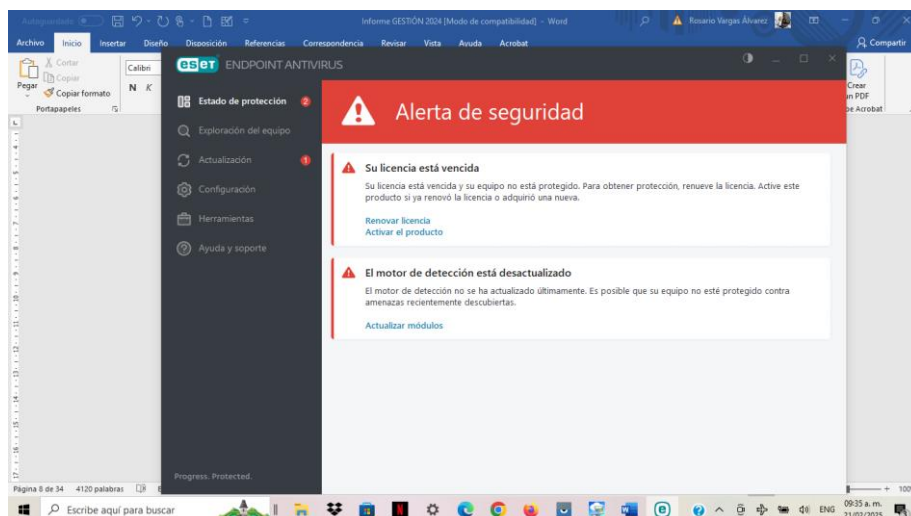 Autoguardado
Informe GESTIÓN 2024 [Modo de compatibilidad] - Word
Rosario Vargas Álvarez
Archivo Inicio Insertar Diseño Disposición Referencias Correspondencia Revisar Vista Ayuda Acrobat
Compartir
Pegar
Cortar
Copiar
Copiar formato
Portapapeles
Calibri
N K
Crear
un PDF
be Acrobat
eseT ENDPOINT ANTIVIRUS
Estado de protección 2
Exploración del equipo
Actualización 1
Configuración
Herramientas
Ayuda y soporte
Progress. Protected.
Alerta de seguridad
Su licencia está vencida
Su licencia está vencida y su equipo no está protegido. Para obtener protección, renueve la licencia. Active este
producto si ya renovó la licencia o adquirió una nueva.
Renovar licencia
Activar el producto
El motor de detección está desactualizado
El motor de detección no se ha actualizado últimamente. Es posible que su equipo no esté protegido contra
amenazas recientemente descubiertas.
Actualizar módulos
Página 8 de 34 4120 palabras
100
Escribe aquí para buscar
ENG
09:35 a. m.
21/02/2025